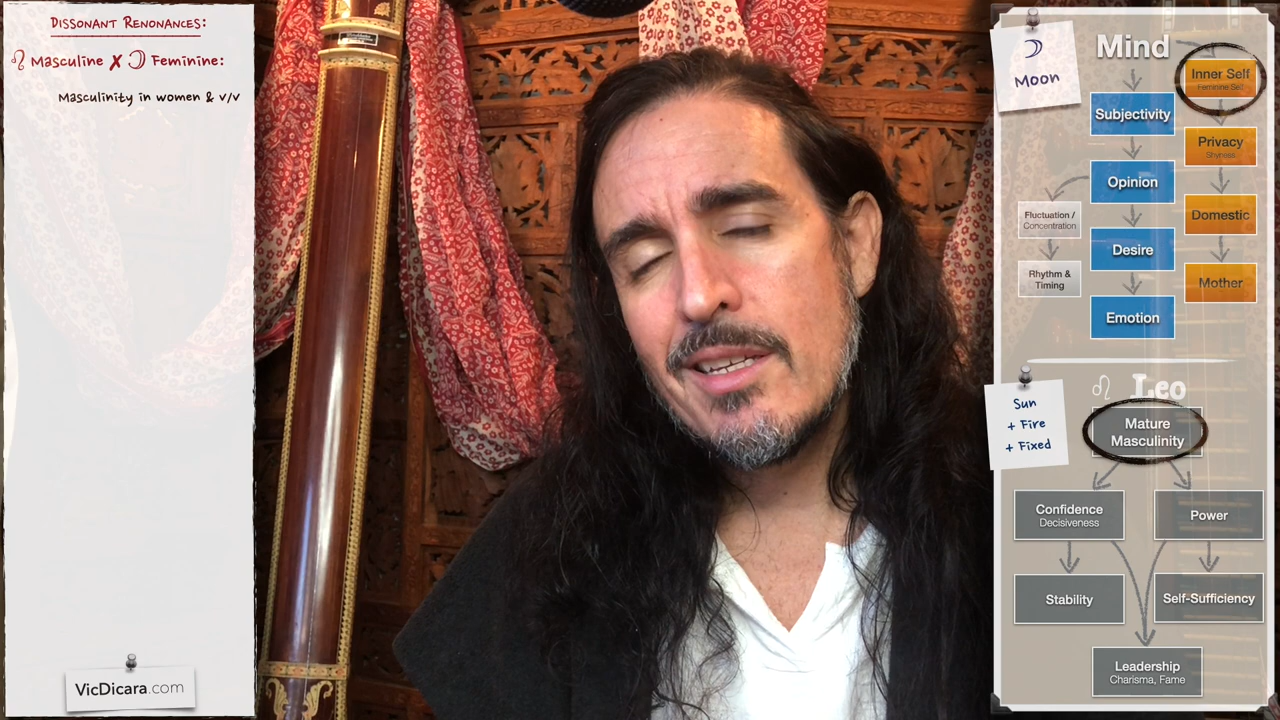 Dissonant Renonances:
♌ Masculine ✗ ☽ Feminine:
Masculinity in women & v/v
VicDicara.com
☽
Moon
Mind
Inner Self
Feminine Self
Subjectivity
Privacy
Shyness
Opinion
Fluctuation /
Concentration
Domestic
Desire
Rhythm &
Timing
Mother
Emotion
♌ Leo
Sun
+ Fire
+ Fixed
Mature
Masculinity
Confidence
Decisiveness
Power
Stability
Self-Sufficiency
Leadership
Charisma, Fame